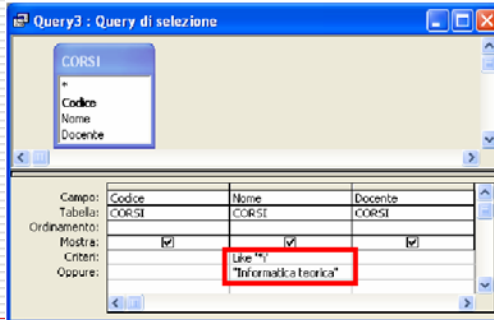 Query3 : Query di selezione
CORSI
*
Codice
Nome
Docente
Campo: Codice Nome Docente
Tabella: CORSI CORSI CORSI
Ordinamento:
Mostra:
Criteri: Like "*i"
Oppure: "Informatica teorica"